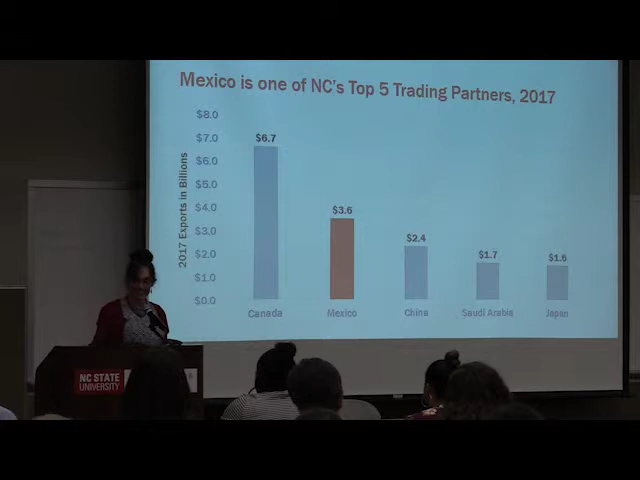 Mexico is one of NC's Top 5 Trading Partners, 2017
2017 Exports in Billions
$8.0
$7.0
$6.0
$5.0
$4.0
$3.0
$2.0
$1.0
$0.0
$6.7
$3.6
$2.4
$1.7
$1.6
Canada
Mexico
China
Saudi Arabia
Japan
NC STATE
UNIVERSITY